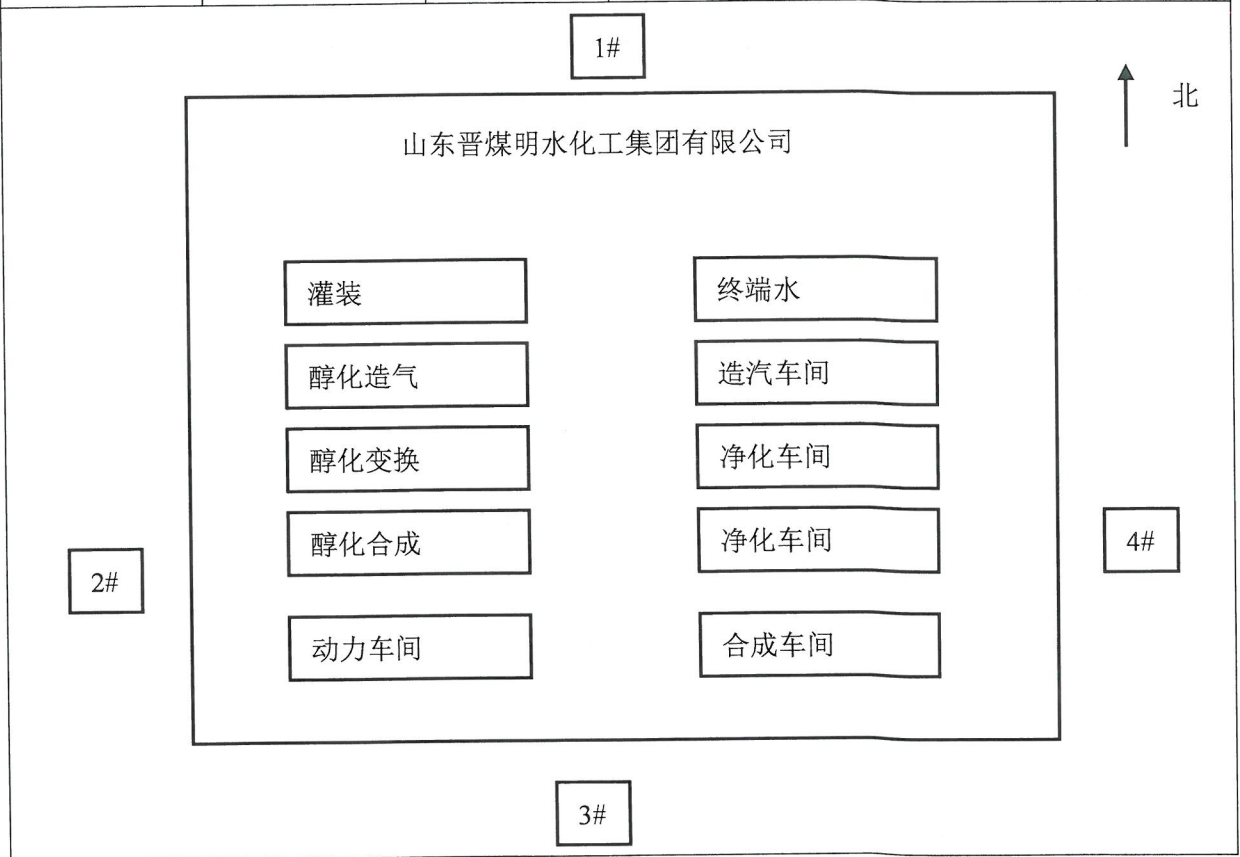 1#
北
山东晋煤明水化工集团有限公司
灌装
终端水
醇化造气
造汽车间
醇化变换
净化车间
醇化合成
净化车间
2#
4#
动力车间
合成车间
3#